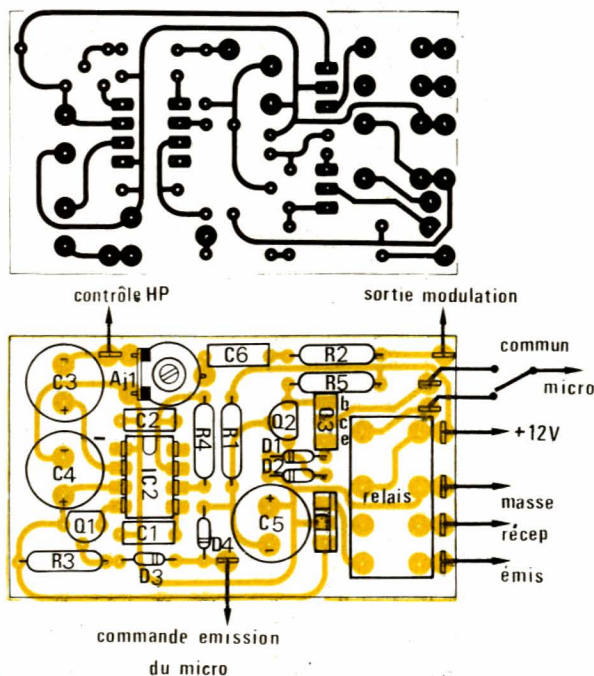 contrôle HP
sortie modulation
commun
micro
+12V
masse
récep
émis
C3
+
Aj1
C6
R2
R5
C2
R4
R1
Q2
Q3
b
c
e
D1
D2
IC2
C4
+
Q1
C1
C5
+
relais
R3
D3
D4
commande emission
du micro